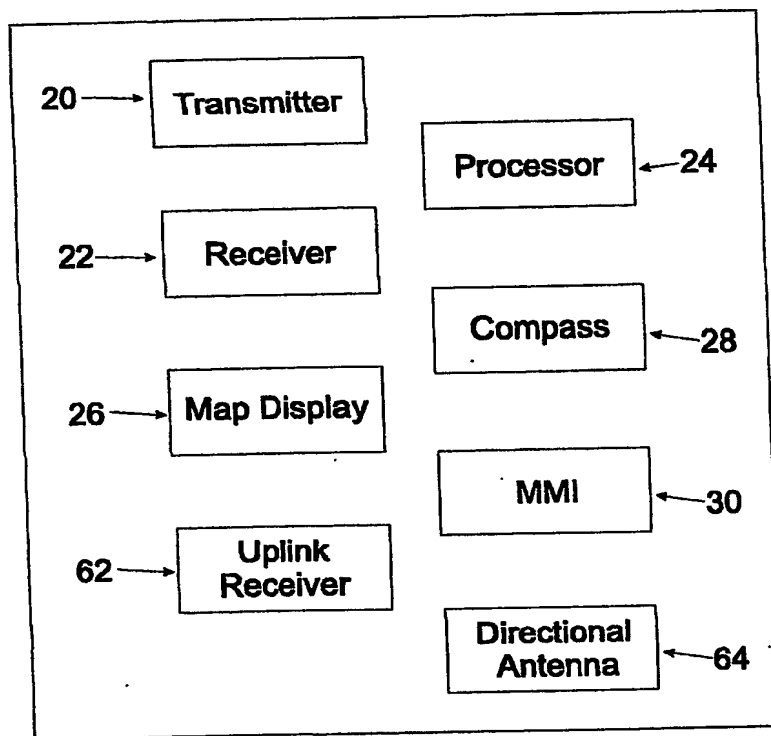 20
Transmitter
Processor
24
22
Receiver
Compass
28
26
Map Display
MMI
30
62
Uplink
Receiver
Directional
Antenna
64